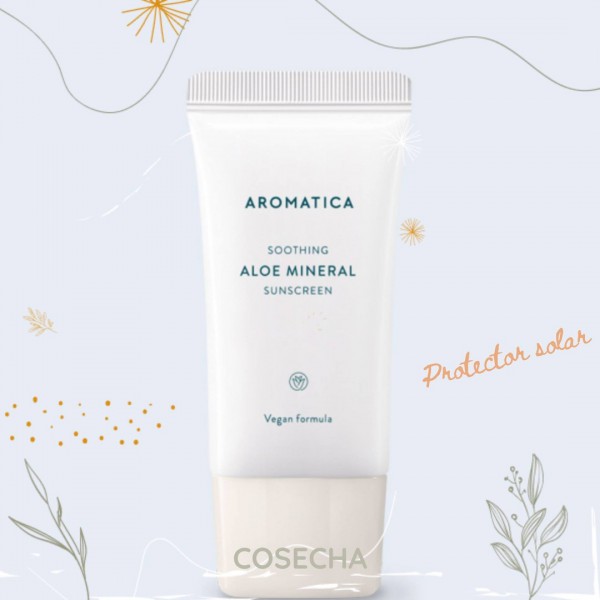 AROMATICA
SOOTHING
ALOE MINERAL
SUNSCREEN
Protector solar
Vegan formula
COSECHA